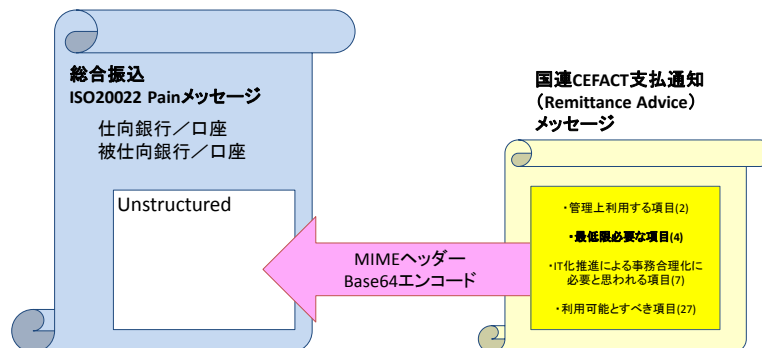 総合振込
ISO20022 Painメッセージ
仕向銀行／口座
被仕向銀行／口座
Unstructured
MIMEヘッダー
Base64エンコード
国連CEFACT支払通知
（Remittance Advice）
メッセージ
・管理上利用する項目(2)
・最低限必要な項目(4)
・IT化推進による事務合理化に
必要と思われる項目(7)
・利用可能とすべき項目(27)